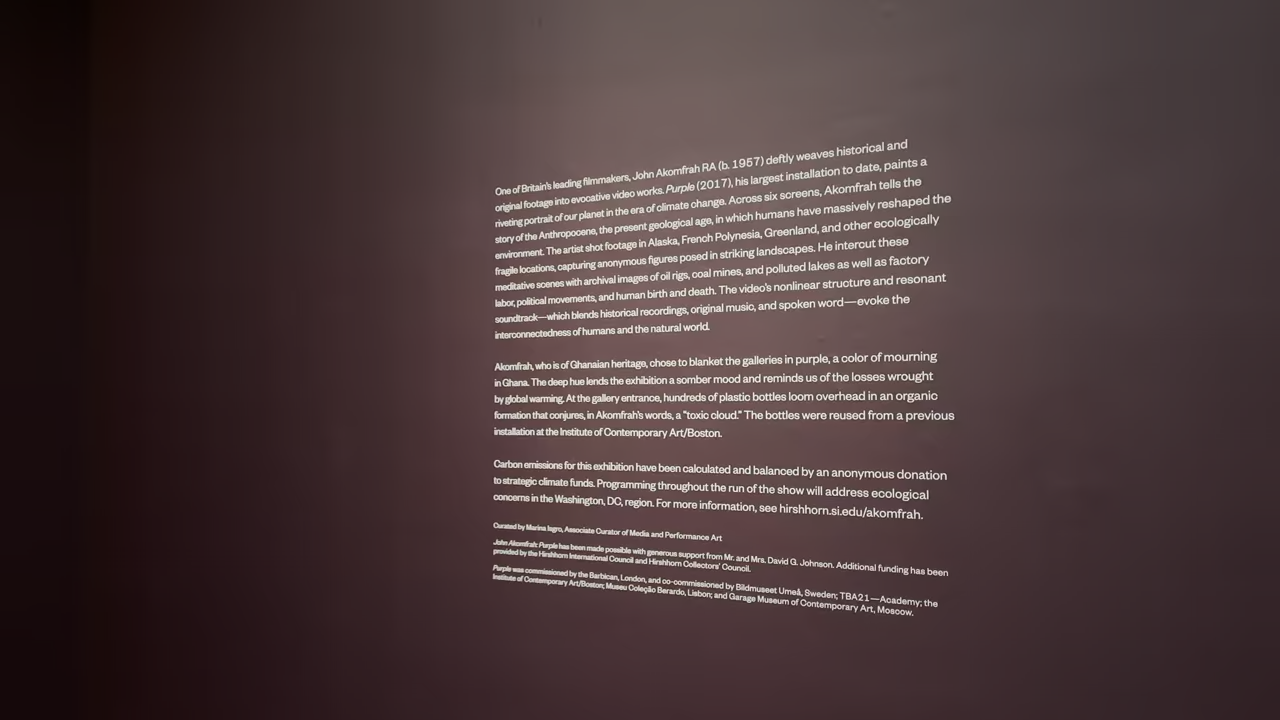 One of Britain's leading filmmakers, John Akomfrah RA (b. 1957) deftly weaves historical and
original footage into evocative video works. Purple (2017), his largest installation to date, paints a
riveting portrait of our planet in the era of climate change. Across six screens, Akomfrah tells the
story of the Anthropocene, the present geological age, in which humans have massively reshaped the
environment. The artist shot footage in Alaska, French Polynesia, Greenland, and other ecologically
fragile locations, capturing anonymous figures posed in striking landscapes. He intercut these
meditative scenes with archival images of oil rigs, coal mines, and polluted lakes as well as factory
labor, political movements, and human birth and death. The video's nonlinear structure and resonant
soundtrack—which blends historical recordings, original music, and spoken word—evoke the
interconnectedness of humans and the natural world.
Akomfrah, who is of Ghanaian heritage, chose to blanket the galleries in purple, a color of mourning
in Ghana. The deep hue lends the exhibition a somber mood and reminds us of the losses wrought
by global warming. At the gallery entrance, hundreds of plastic bottles loom overhead in an organic
formation that conjures, in Akomfrah's words, a "toxic cloud." The bottles were reused from a previous
installation at the Institute of Contemporary Art/Boston.
Carbon emissions for this exhibition have been calculated and balanced by an anonymous donation
to strategic climate funds. Programming throughout the run of the show will address ecological
concerns in the Washington, DC, region. For more information, see hirshhorn.si.edu/akomfrah.
Curated by Marina Isgro, Associate Curator of Media and Performance Art
John Akomfrah: Purple has been made possible with generous support from Mr. and Mrs. David G. Johnson. Additional funding has been
provided by the Hirshhorn International Council and Hirshhorn Collectors' Council.
Purple was commissioned by the Barbican, London, and co-commissioned by Bildmuseet Umeå, Sweden; TBA21—Academy; the
Institute of Contemporary Art/Boston; Museu Coleção Berardo, Lisbon; and Garage Museum of Contemporary Art, Moscow.